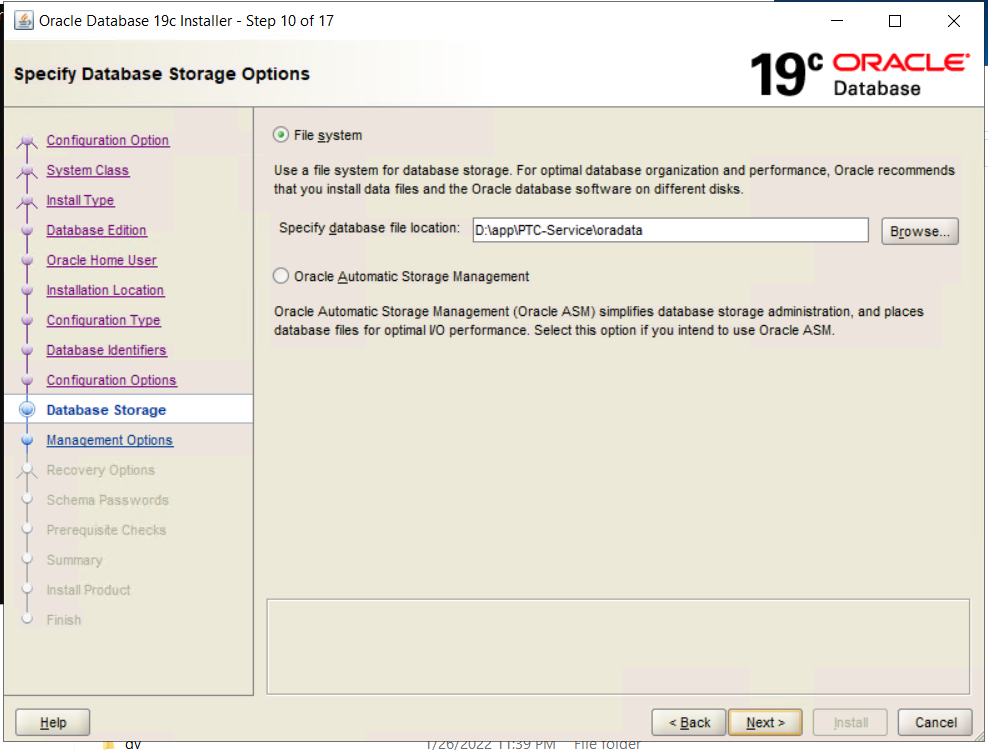 Oracle Database 19c Installer - Step 10 of 17
Specify Database Storage Options
19c ORACLE
Database
Configuration Option
System Class
Install Type
Database Edition
Oracle Home User
Installation Location
Configuration Type
Database Identifiers
Configuration Options
Database Storage
Management Options
Recovery Options
Schema Passwords
Prerequisite Checks
Summary
Install Product
Finish
File system
Use a file system for database storage. For optimal database organization and performance, Oracle recommends
that you install data files and the Oracle database software on different disks.
Specify database file location: D:\app\PTC-Service\oradata Browse...
Oracle Automatic Storage Management
Oracle Automatic Storage Management (Oracle ASM) simplifies database storage administration, and places
database files for optimal I/O performance. Select this option if you intend to use Oracle ASM.
Help < Back Next > Install Cancel
1/26/2022 11:39 PM File folder